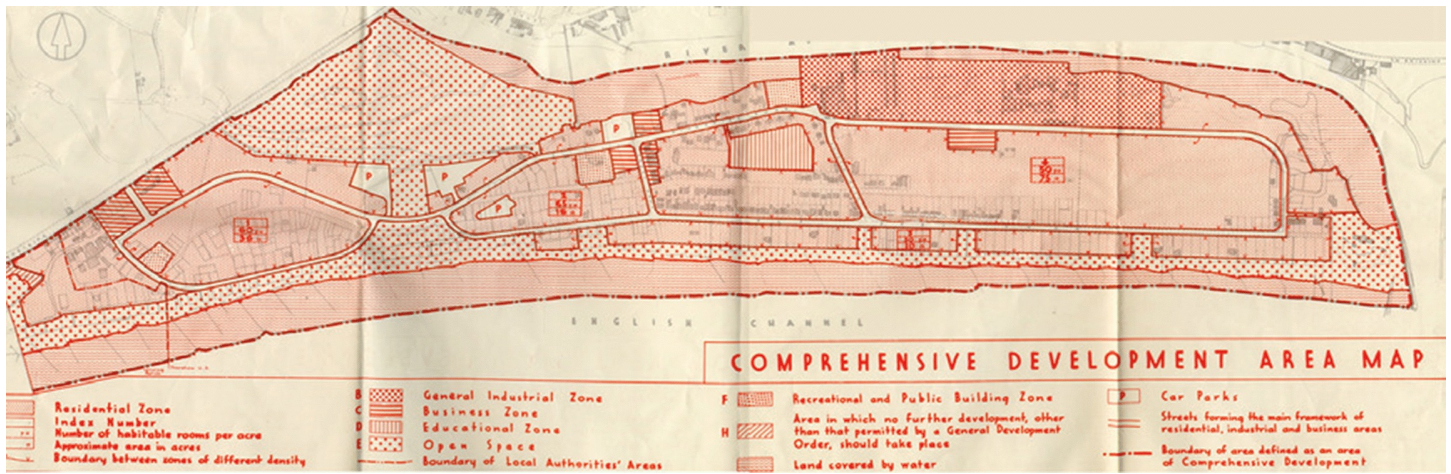 RIVER
P
P
P
P
ENGLISH CHANNEL
COMPREHENSIVE DEVELOPMENT AREA MAP
Residential Zone
Index Number
Number of habitable rooms per acre
Approximate area in acres
Boundary between zones of different density
B General Industrial Zone
C Business Zone
D Educational Zone
E Open Space
Boundary of Local Authorities' Areas
F Recreational and Public Building Zone
H Area in which no further development, other
than that permitted by a General Development
Order, should take place
Land covered by water
P Car Parks
Streets forming the main framework of
residential, industrial and business areas
Boundary of area defined as an area
of Comprehensive Development